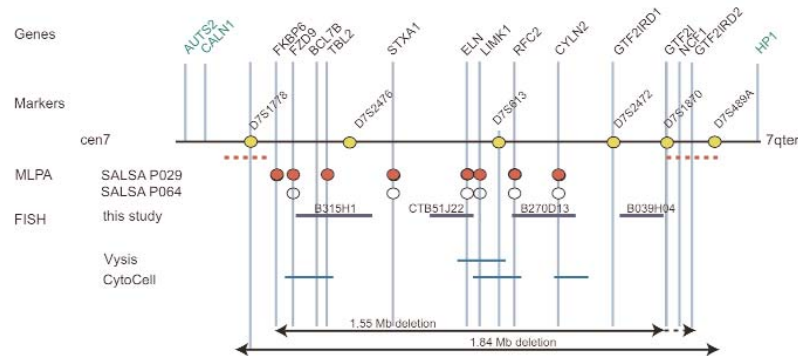 Genes
AUTS2 CALN1 FKBP6 FZD9 BCL7B TBL2 STXA1 ELN LIMK1 RFC2 CYLN2 GTF2IRD1 GTF2I NCF1 GTF2IRD2 HP1
Markers
D7S1778 D7S2476 D7S613 D7S2472 D7S1870 D7S489A
cen7 7qter
MLPA SALSA P029
SALSA P064
FISH this study B315H1 CTB51J22 B270D13 B039H04
Vysis
CytoCell
1.55 Mb deletion
1.84 Mb deletion